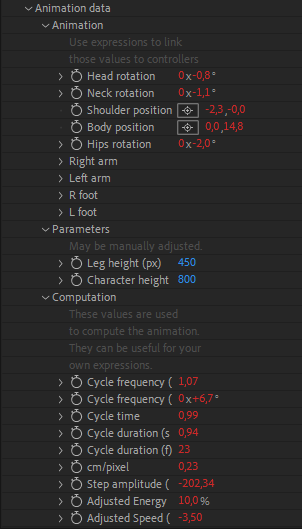 Animation data
Animation
Use expressions to link
those values to controllers
Head rotation 0x-0,8°
Neck rotation 0x-1,1°
Shoulder position -2,3,-0,0
Body position 0,0,14,8
Hips rotation 0x-2,0°
Right arm
Left arm
R foot
L foot
Parameters
May be manually adjusted.
Leg height (px) 450
Character height 800
Computation
These values are used
to compute the animation.
They can be useful for your
own expressions.
Cycle frequency ( 1,07
Cycle frequency ( 0x+6,7°
Cycle time 0,99
Cycle duration (s 0,94
Cycle duration (f) 23
cm/pixel 0,23
Step amplitude ( -202,34
Adjusted Energy 10,0%
Adjusted Speed ( -3,50